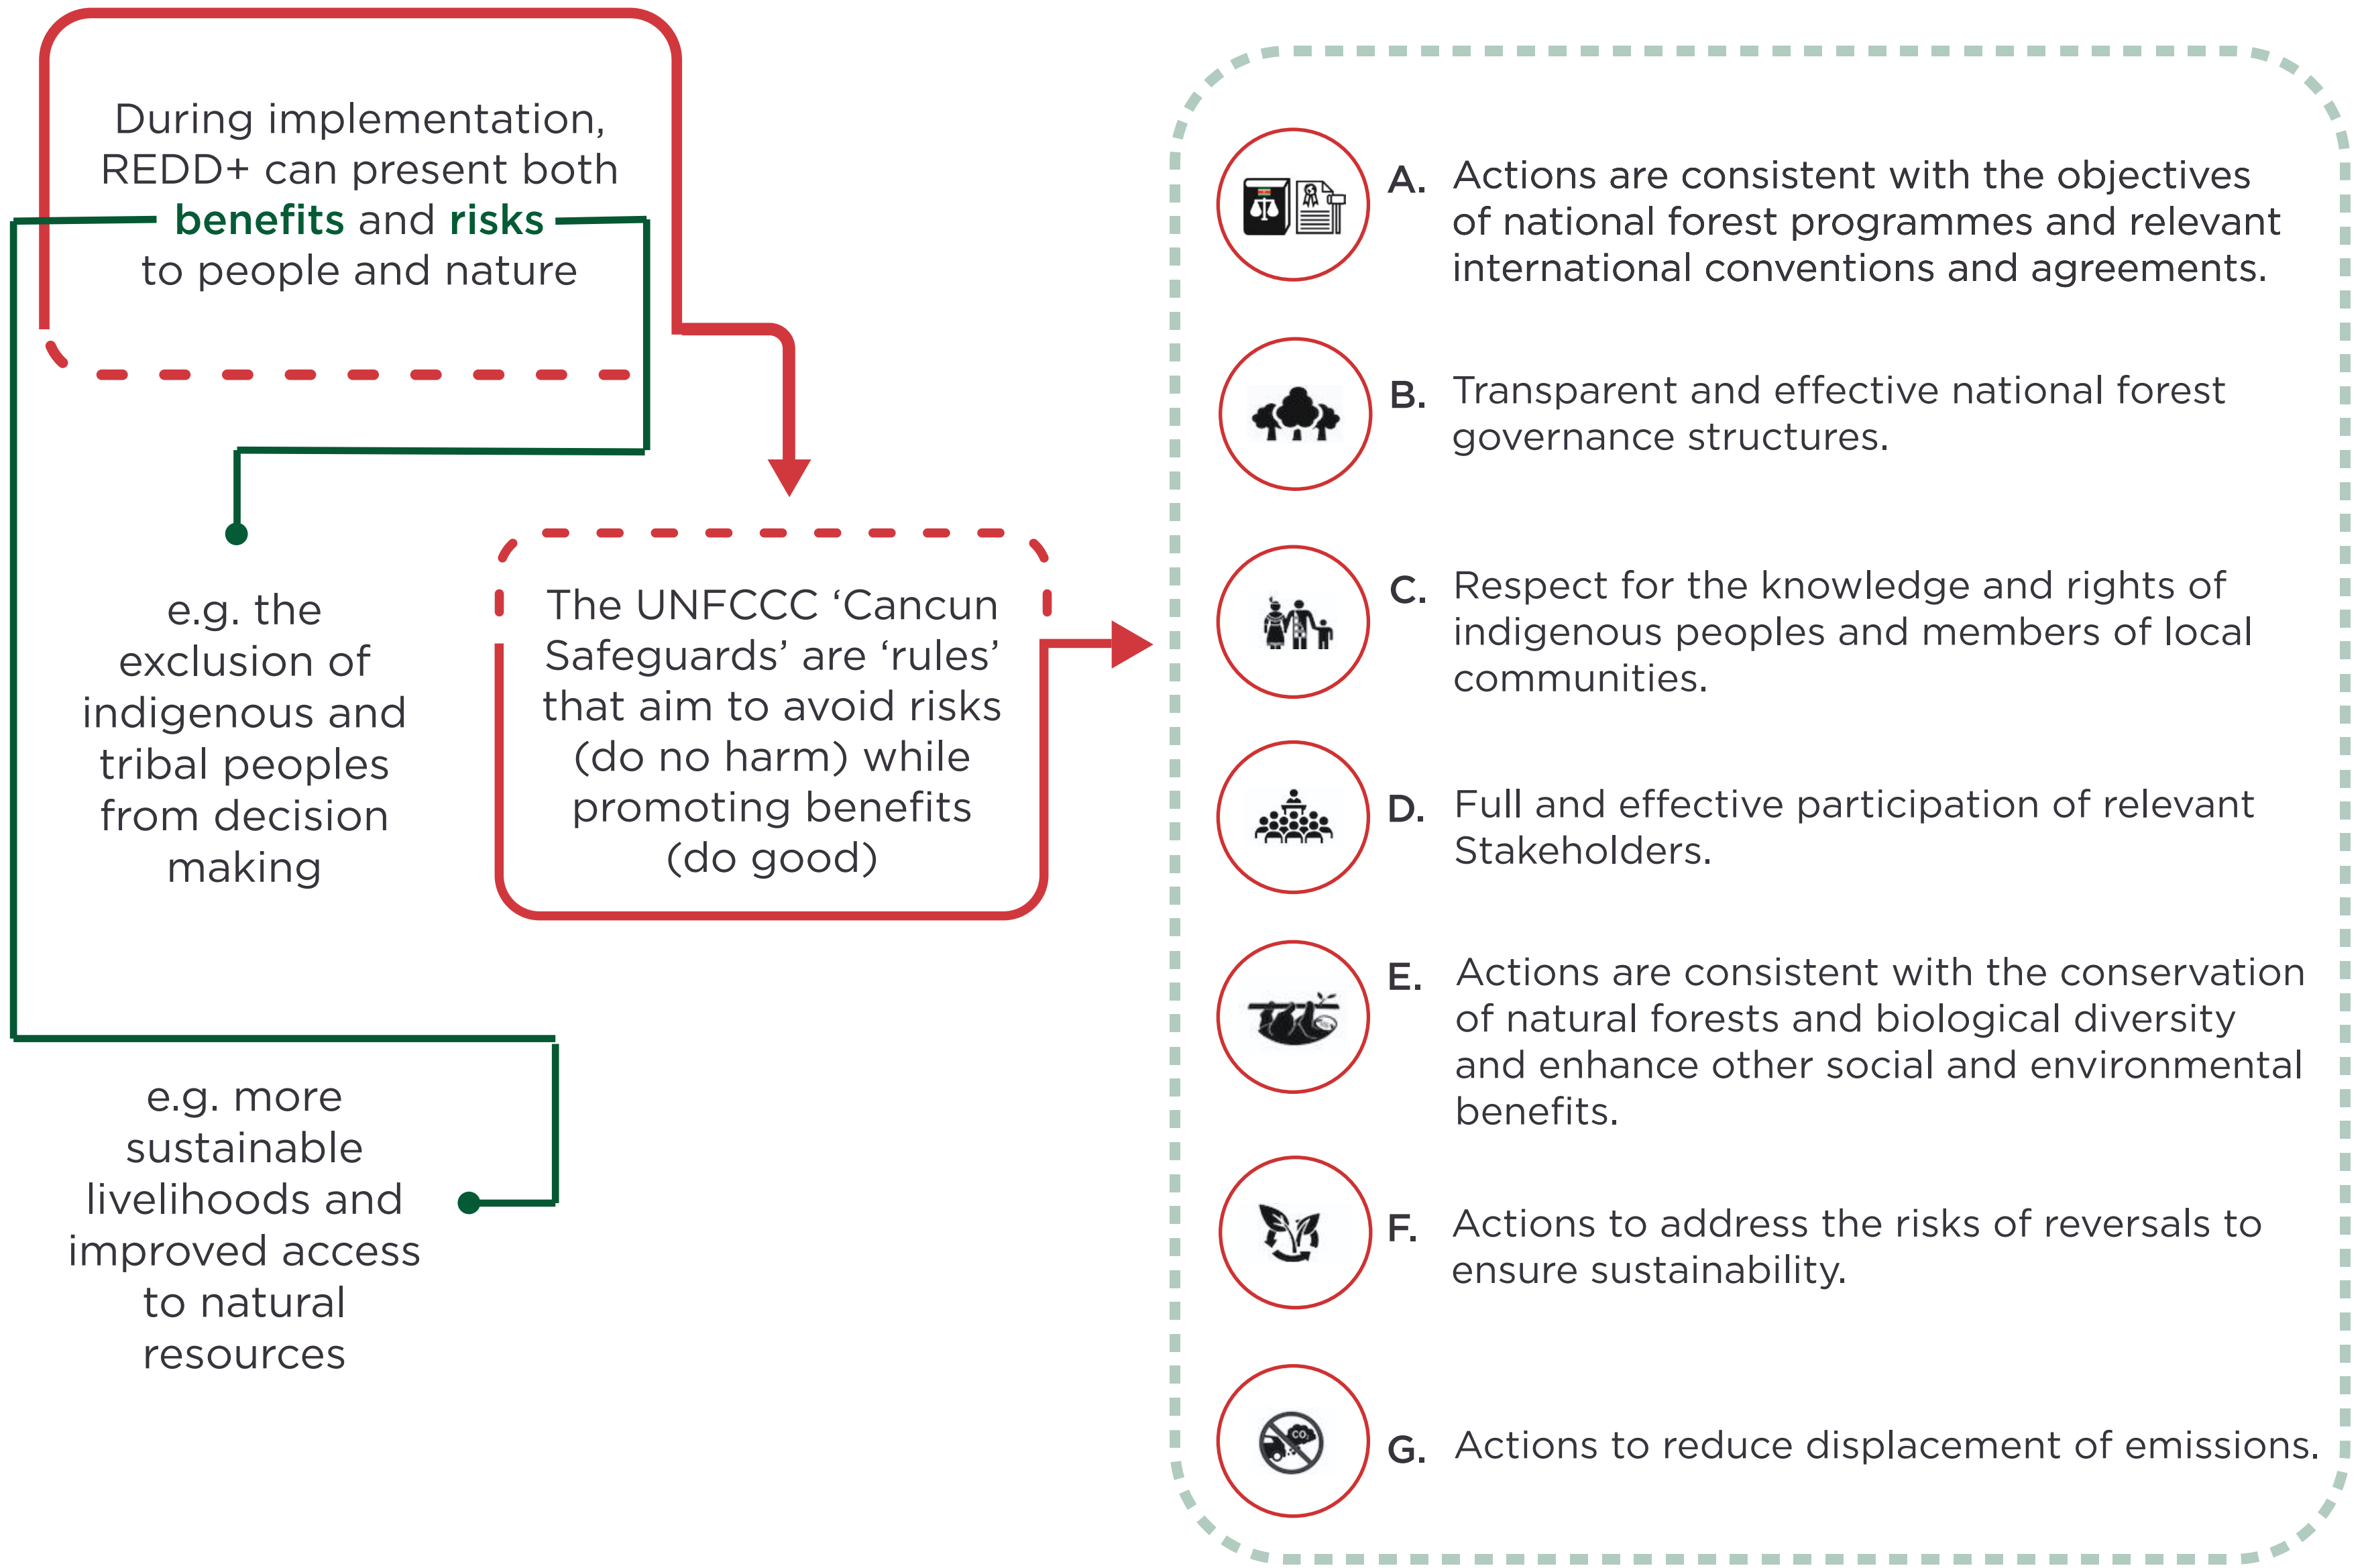 During implementation,
REDD+ can present both
benefits and risks
to people and nature
e.g. the
exclusion of
indigenous and
tribal peoples
from decision
making
e.g. more
sustainable
livelihoods and
improved access
to natural
resources
The UNFCCC ‘Cancun
Safeguards’ are ‘rules’
that aim to avoid risks
(do no harm) while
promoting benefits
(do good)
A. Actions are consistent with the objectives
of national forest programmes and relevant
international conventions and agreements.
B. Transparent and effective national forest
governance structures.
C. Respect for the knowledge and rights of
indigenous peoples and members of local
communities.
D. Full and effective participation of relevant
Stakeholders.
E. Actions are consistent with the conservation
of natural forests and biological diversity
and enhance other social and environmental
benefits.
F. Actions to address the risks of reversals to
ensure sustainability.
CO₂
G. Actions to reduce displacement of emissions.